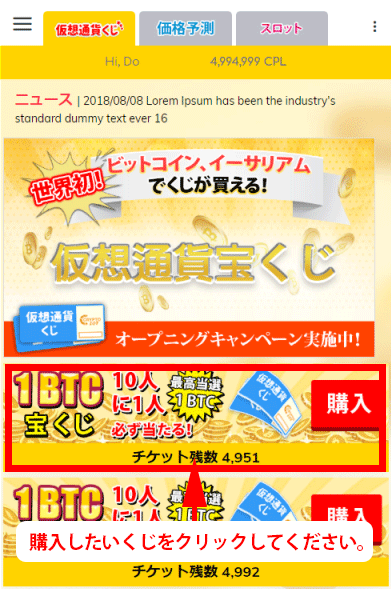 仮想通貨くじ 価格予測 スロット
Hi, Do 4,994,999 CPL
ニュース | 2018/08/08 Lorem Ipsum has been the industry's
standard dummy text ever 16
世界初!
ビットコイン、イーサリアム
でくじが買える!
仮想通貨宝くじ
仮想通貨
くじ
オープニングキャンペーン実施中!
1BTC
宝くじ
10人
に1人
必ず当たる!
最高当選
1BTC
仮想通貨
くじ
購入
チケット残数 4,951
1BTC
10人
に1人
最高当選
1BTC
購入
購入したいくじをクリックしてください。
チケット残数 4,992